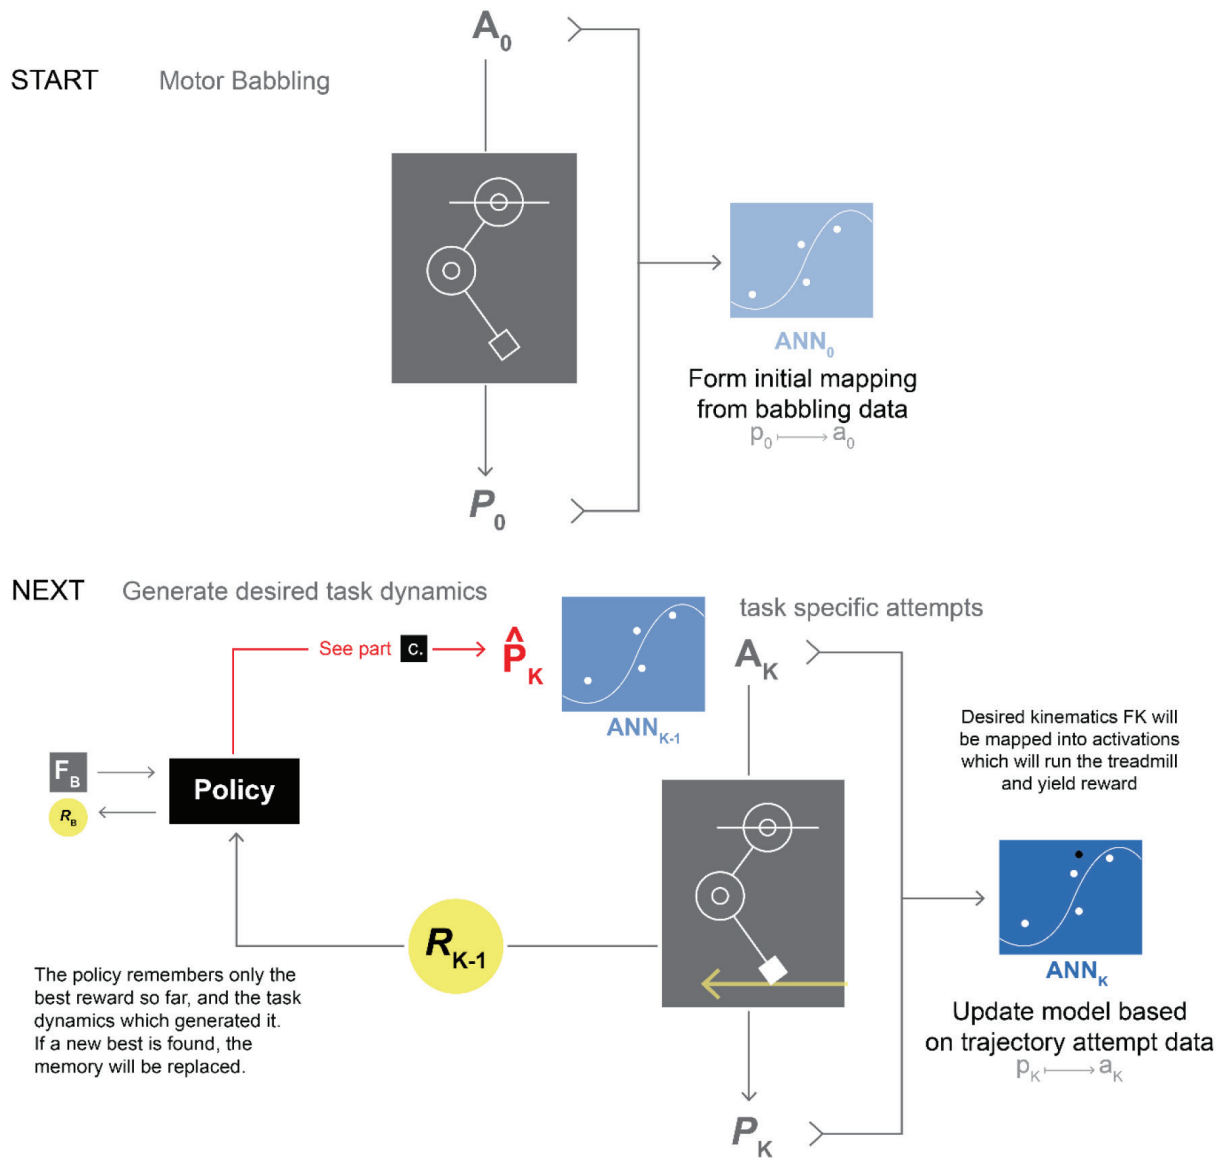 A0
START Motor Babbling
ANN0
Form initial mapping
from babbling data
p0 → a0
P0
NEXT Generate desired task dynamics
task specific attempts
See part c. P̂K
AK
ANNK-1
Desired kinematics FK will
be mapped into activations
which will run the treadmill
and yield reward
FB
Policy
RB
RK-1
The policy remembers only the
best reward so far, and the task
dynamics which generated it.
If a new best is found, the
memory will be replaced.
ANNK
Update model based
on trajectory attempt data
pK → aK
PK